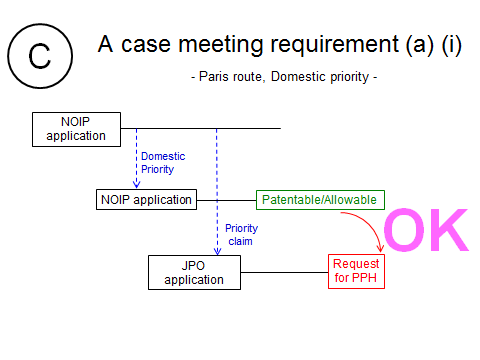 C
A case meeting requirement (a) (i)
- Paris route, Domestic priority -
NOIP
application
Domestic
Priority
NOIP application
Patentable/Allowable
OK
Priority
claim
JPO
application
Request
for PPH